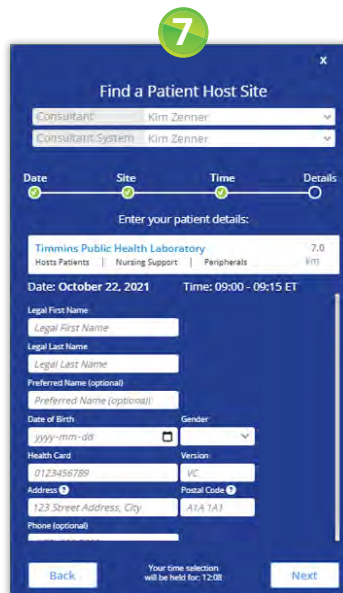 7
x
Find a Patient Host Site
Consultant Kim Zenner
Consultant System Kim Zenner
Date Site Time Details
Enter your patient details:
Timmins Public Health Laboratory 7.0
Hosts Patients | Nursing Support | Peripherals km
Date: October 22, 2021 Time: 09:00 - 09:15 ET
Legal First Name
Legal First Name
Legal Last Name
Legal Last Name
Preferred Name (optional)
Preferred Name (optional)
Date of Birth Gender
yyyy-mm-dd
Health Card Version
0123456789 VC
Address ? Postal Code ?
123 Street Address, City A1A 1A1
Phone (optional)
Back Your time selection Next
will be held for: 12:08